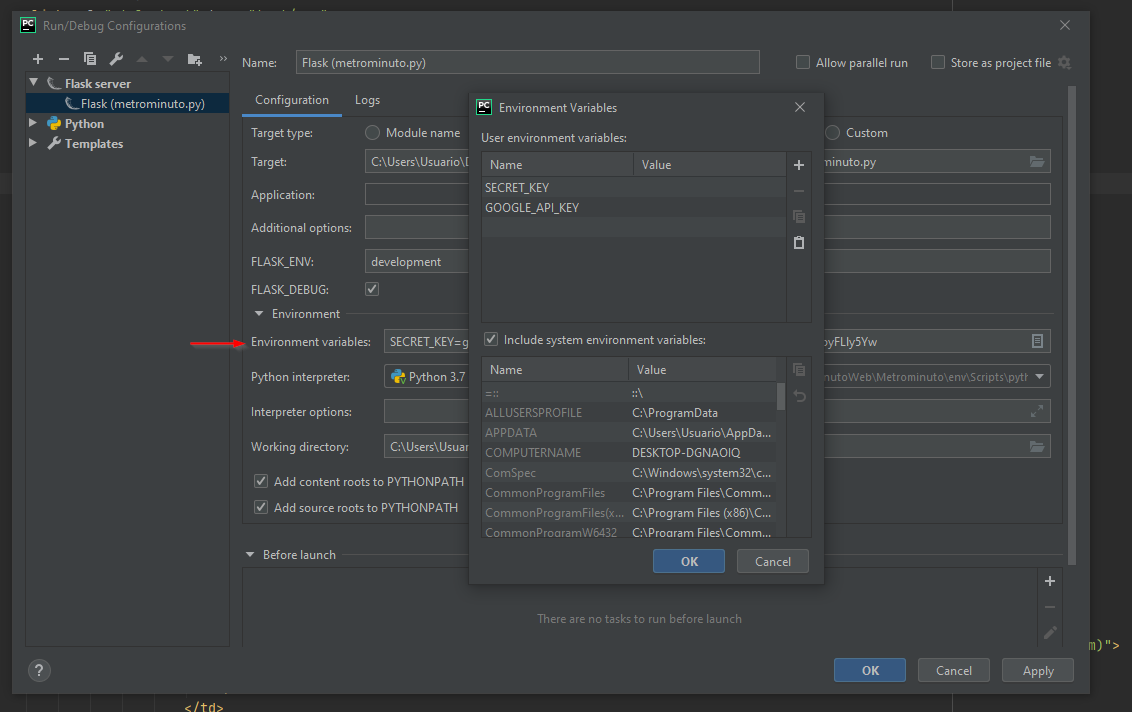 PC Run/Debug Configurations
Name: Flask (metrominuto.py) Allow parallel run Store as project file
Flask server
Flask (metrominuto.py)
Python
Templates
Configuration Logs
Target type: Module name Custom
Target: C:\Users\Usuario\ minuto.py
Application:
Additional options:
FLASK_ENV: development
FLASK_DEBUG:
Environment
Environment variables: SECRET_KEY=g pyFLly5Yw
Python interpreter: Python 3.7 nutoWeb\Metrominuto\env\Scripts\pyth
Interpreter options:
Working directory: C:\Users\Usuar
Add content roots to PYTHONPATH
Add source roots to PYTHONPATH
Before launch
There are no tasks to run before launch
? OK Cancel Apply
PC Environment Variables
User environment variables:
Name Value
SECRET_KEY
GOOGLE_API_KEY
Include system environment variables:
Name Value
=:: ::\
ALLUSERSPROFILE C:\ProgramData
APPDATA C:\Users\Usuario\AppDa...
COMPUTERNAME DESKTOP-DGNAOIQ
ComSpec C:\Windows\system32\c...
CommonProgramFiles C:\Program Files\Comm...
CommonProgramFiles(x... C:\Program Files (x86)\C...
CommonProgramW6432 C:\Program Files\Comm...
OK Cancel
m)">
</td>